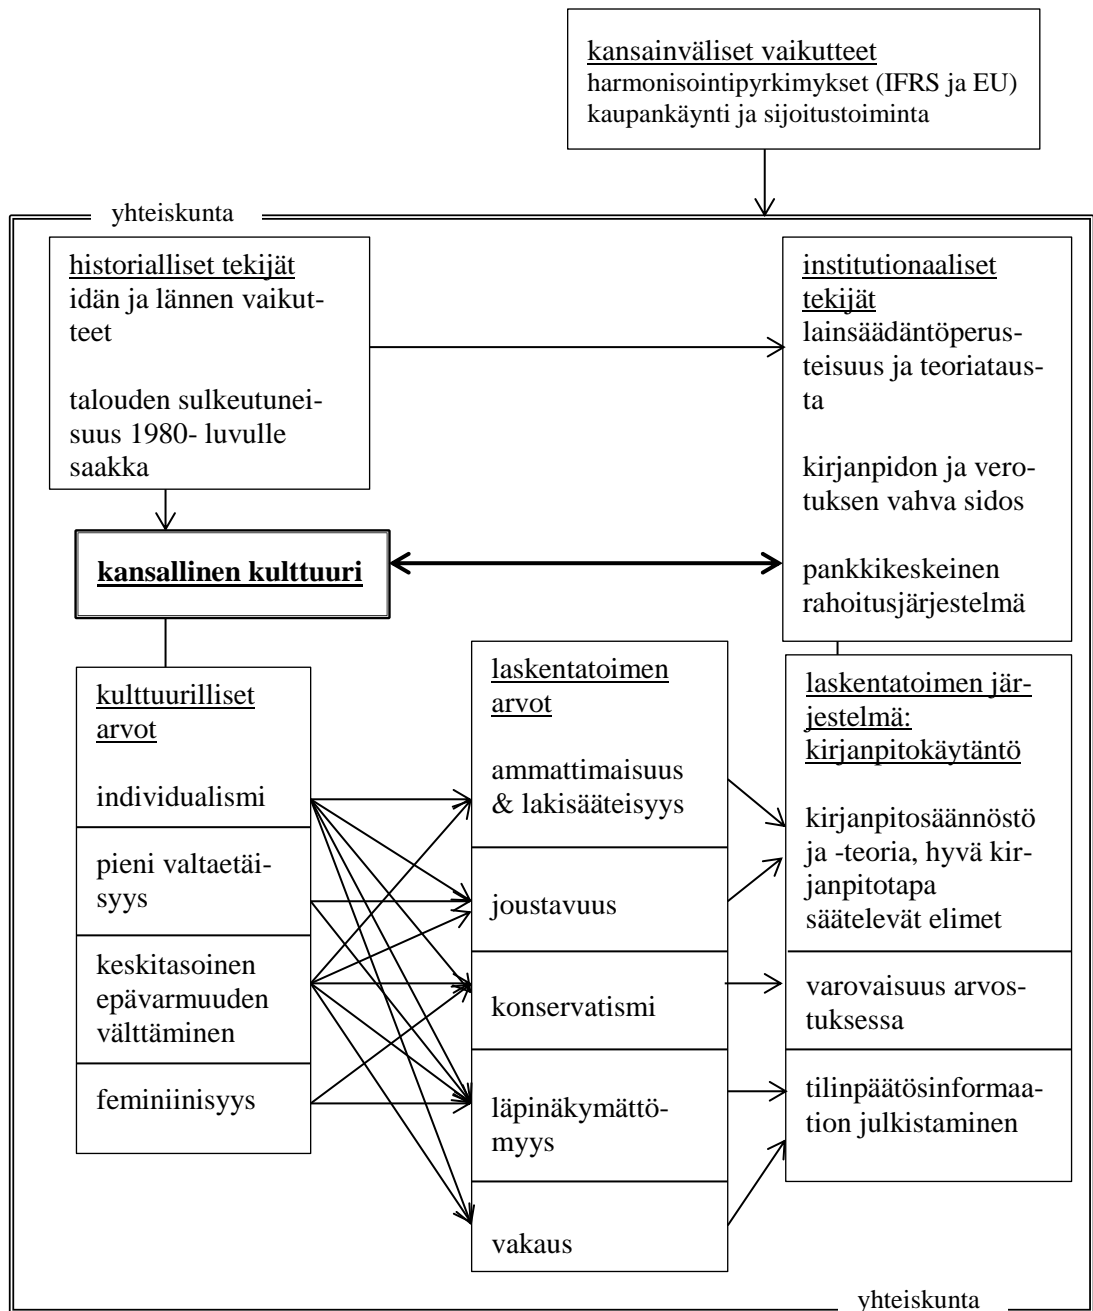 kansainväliset vaikutteet
harmonisointipyrkimykset (IFRS ja EU)
kaupankäynti ja sijoitustoiminta
yhteiskunta
historialliset tekijät
idän ja lännen vaikut-
teet
talouden sulkeutunei-
suus 1980- luvulle
saakka
institutionaaliset
tekijät
lainsäädäntöperus-
teisuus ja teoriataus-
ta
kirjanpidon ja vero-
tuksen vahva sidos
pankkikeskeinen
rahoitusjärjestelmä
kansallinen kulttuuri
kulttuurilliset
arvot
individualismi
pieni valtaetäi-
syys
keskitasoinen
epävarmuuden
välttäminen
feminiinisyys
laskentatoimen
arvot
ammattimaisuus
& lakisääteisyys
joustavuus
konservatismi
läpinäkymättö-
myys
vakaus
laskentatoimen jär-
jestelmä:
kirjanpitokäytäntö
kirjanpitosäännöstö
ja -teoria, hyvä kir-
janpitotapa
säätelevät elimet
varovaisuus arvos-
tuksessa
tilinpäätösinformaa-
tion julkistaminen
yhteiskunta